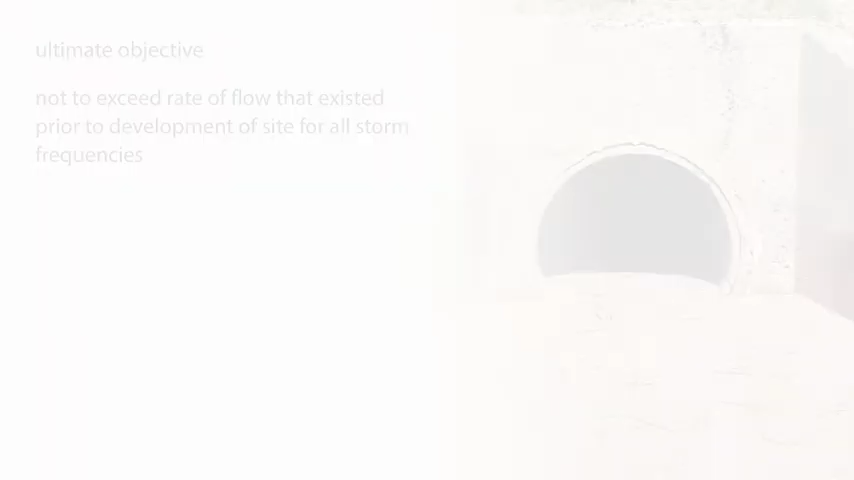 ultimate objective
not to exceed rate of flow that existed
prior to development of site for all storm
frequencies